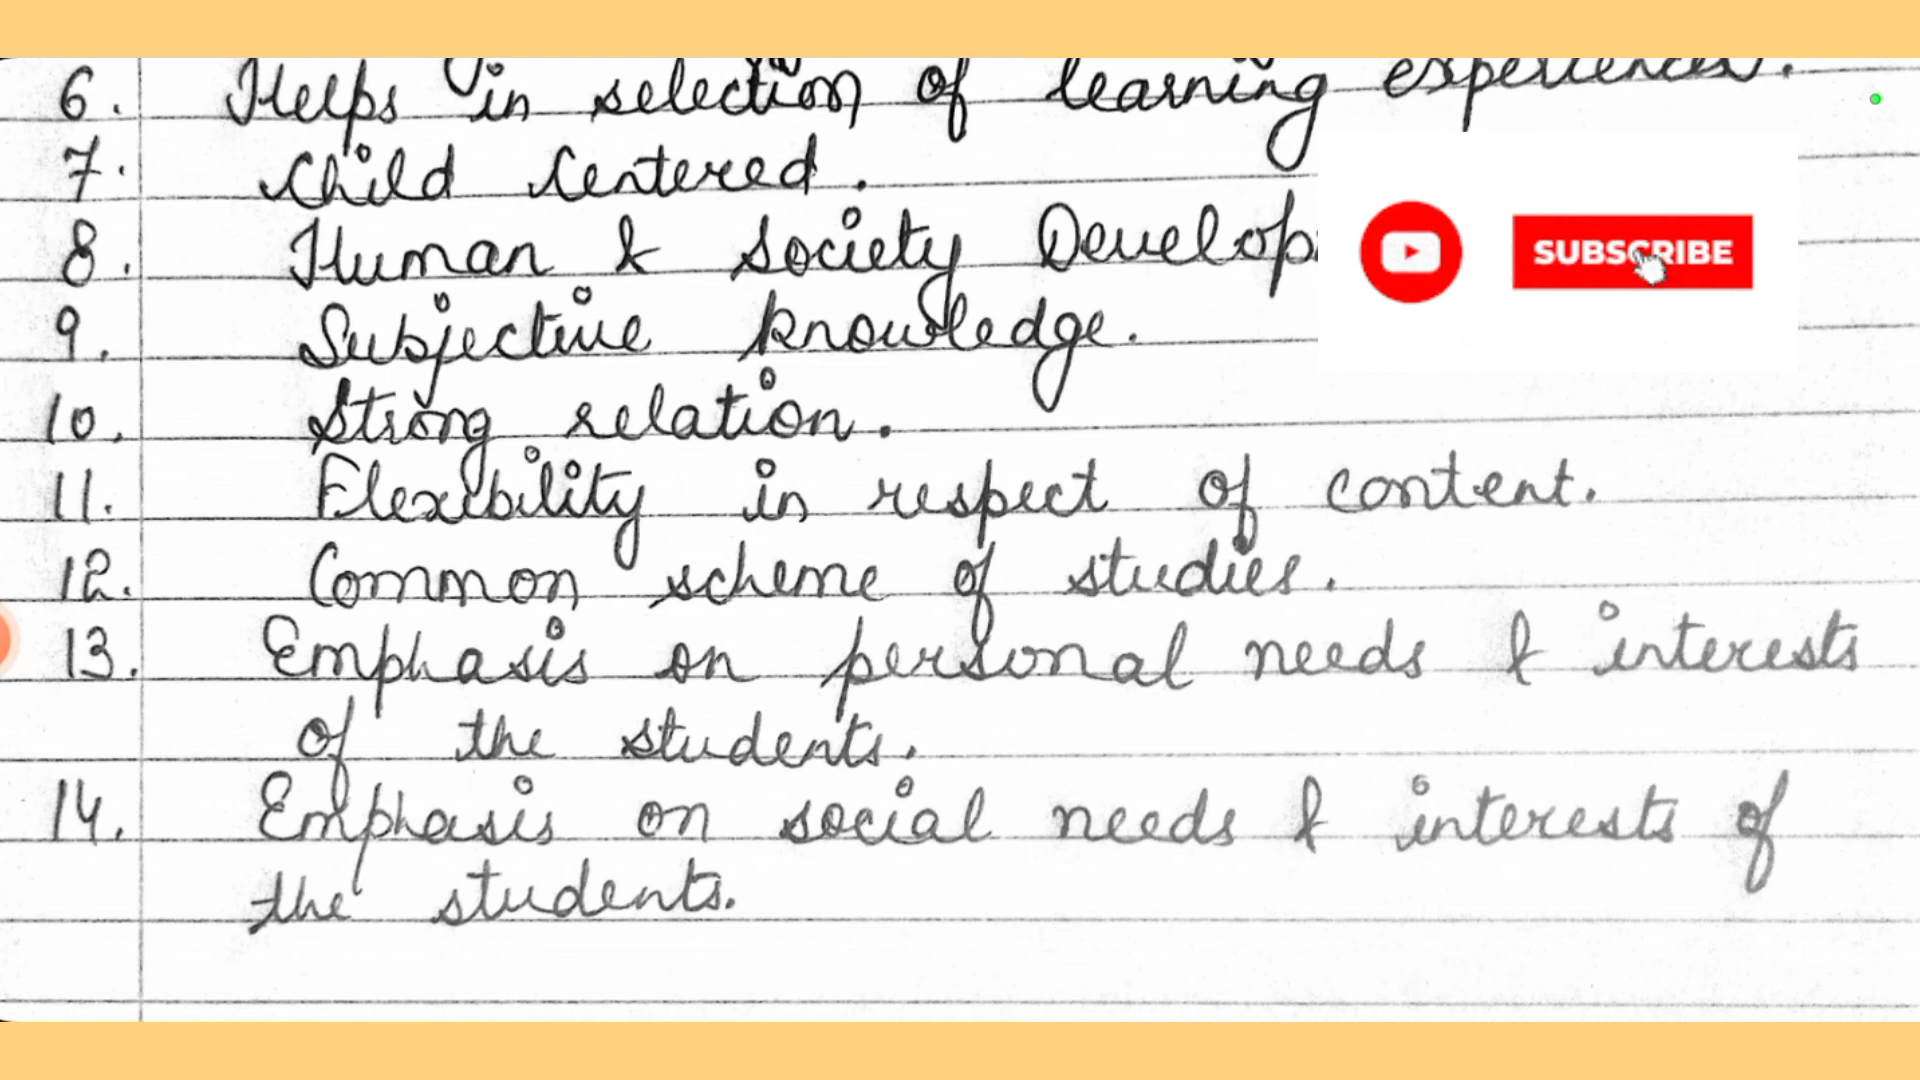 6. Helps in selection of learning experiences.
7. Child Centered.
8. Human & Society Develop
SUBSCRIBE
9. Subjective knowledge.
10. Strong relation.
11. Flexibility in respect of content.
12. Common scheme of studies.
13. Emphasis on personal needs & interests
of the students.
14. Emphasis on social needs & interests of
the students.